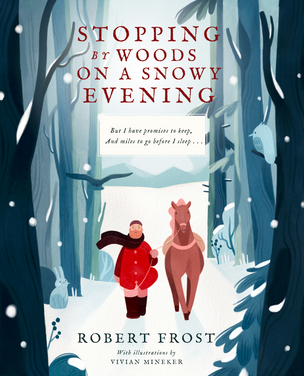 STOPPING
BY WOODS
ON A SNOWY
EVENING
But I have promises to keep,
And miles to go before I sleep . . .
ROBERT FROST
With illustrations by
VIVIAN MINEKER